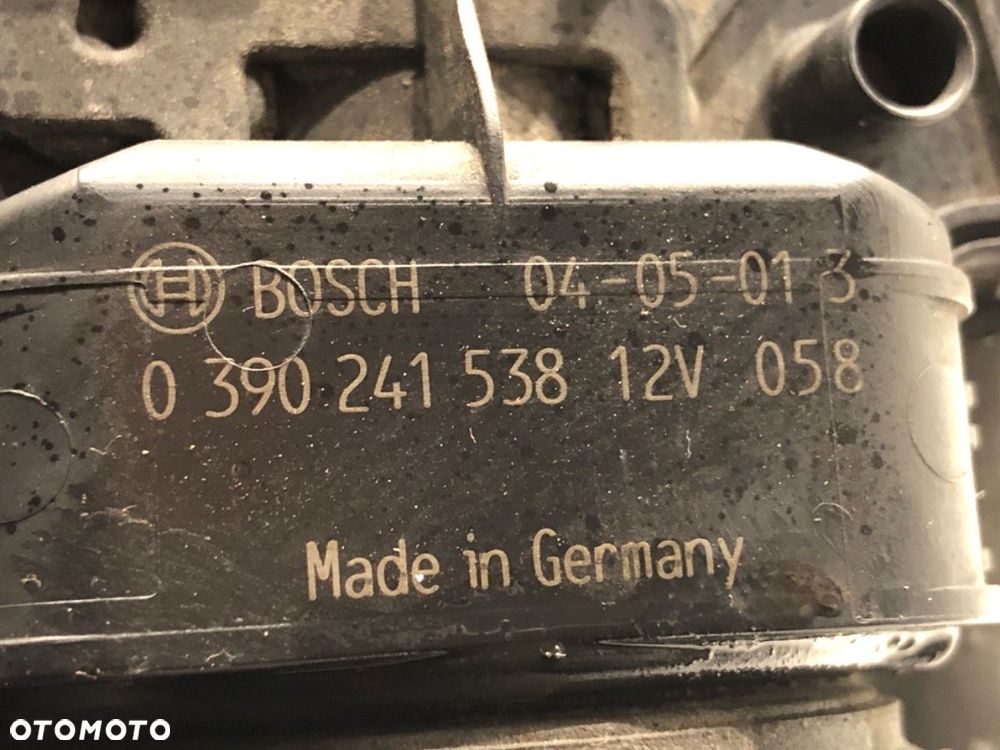 BOSCH 04-05-01 3
0 390 241 538 12V 058
Made in Germany
OTOMOTO